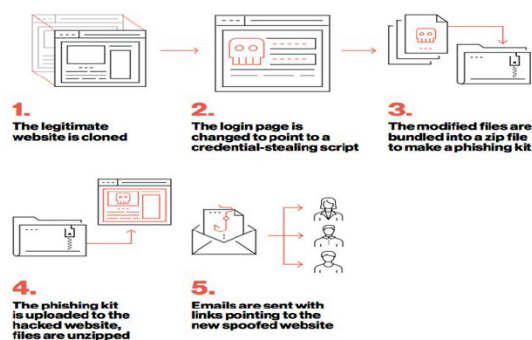 1.
The legitimate
website is cloned
2.
The login page is
changed to point to a
credential-stealing script
3.
The modified files are
bundled into a zip file
to make a phishing kit
4.
The phishing kit
is uploaded to the
hacked website,
files are unzipped
5.
Emails are sent with
links pointing to the
new spoofed website